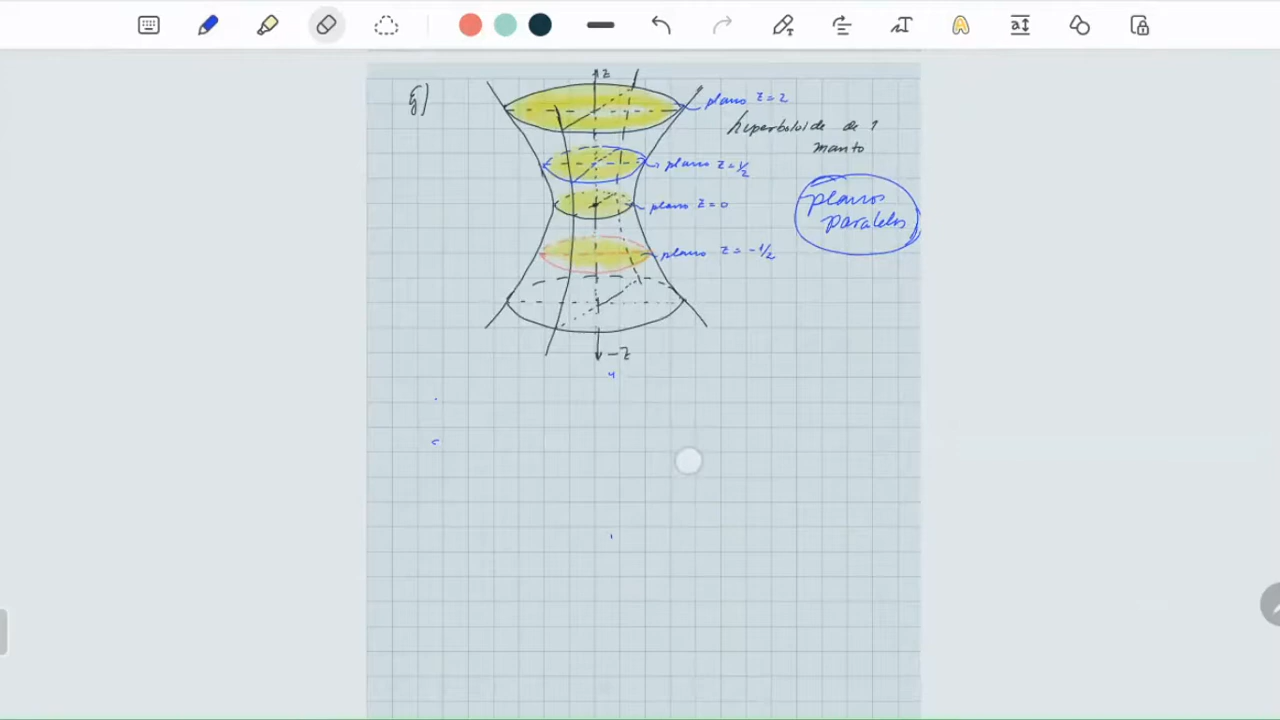 z
plano z = 2
hiperboloide de 1
manto
plano z = 1/2
planos
paralelos
plano z = 0
plano z = -1/2
-z